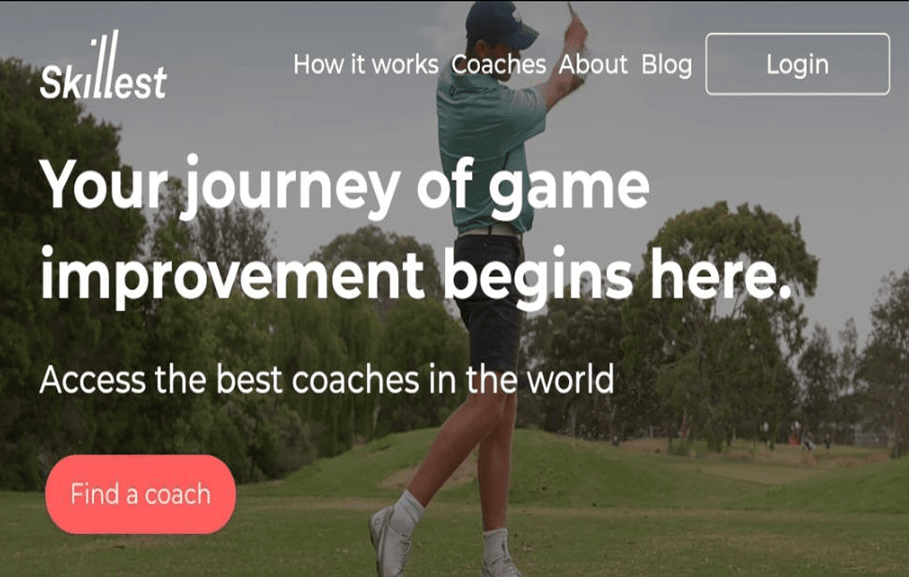 Skillest
How it works Coaches About Blog Login
Your journey of game
improvement begins here.
Access the best coaches in the world
Find a coach